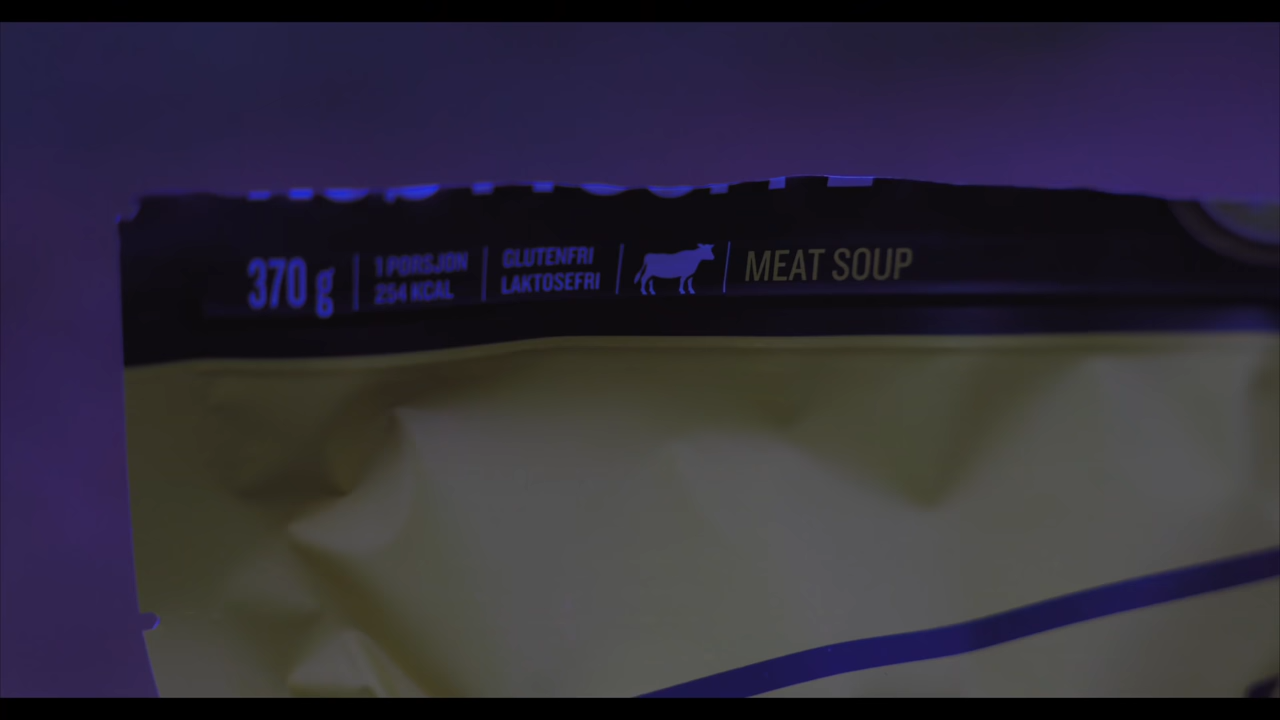 370 g
1 PORSJON
254 KCAL
GLUTENFRI
LAKTOSEFRI
MEAT SOUP